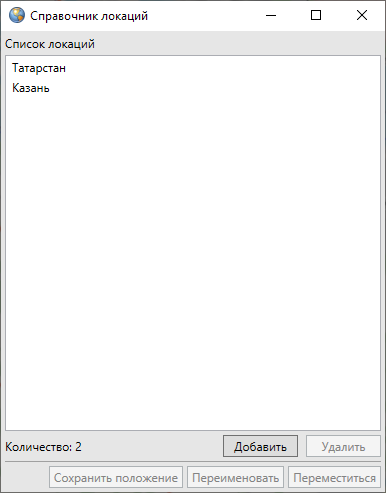 Справочник локаций
Список локаций
Татарстан
Казань
Количество: 2
Добавить
Удалить
Сохранить положение
Переименовать
Переместиться